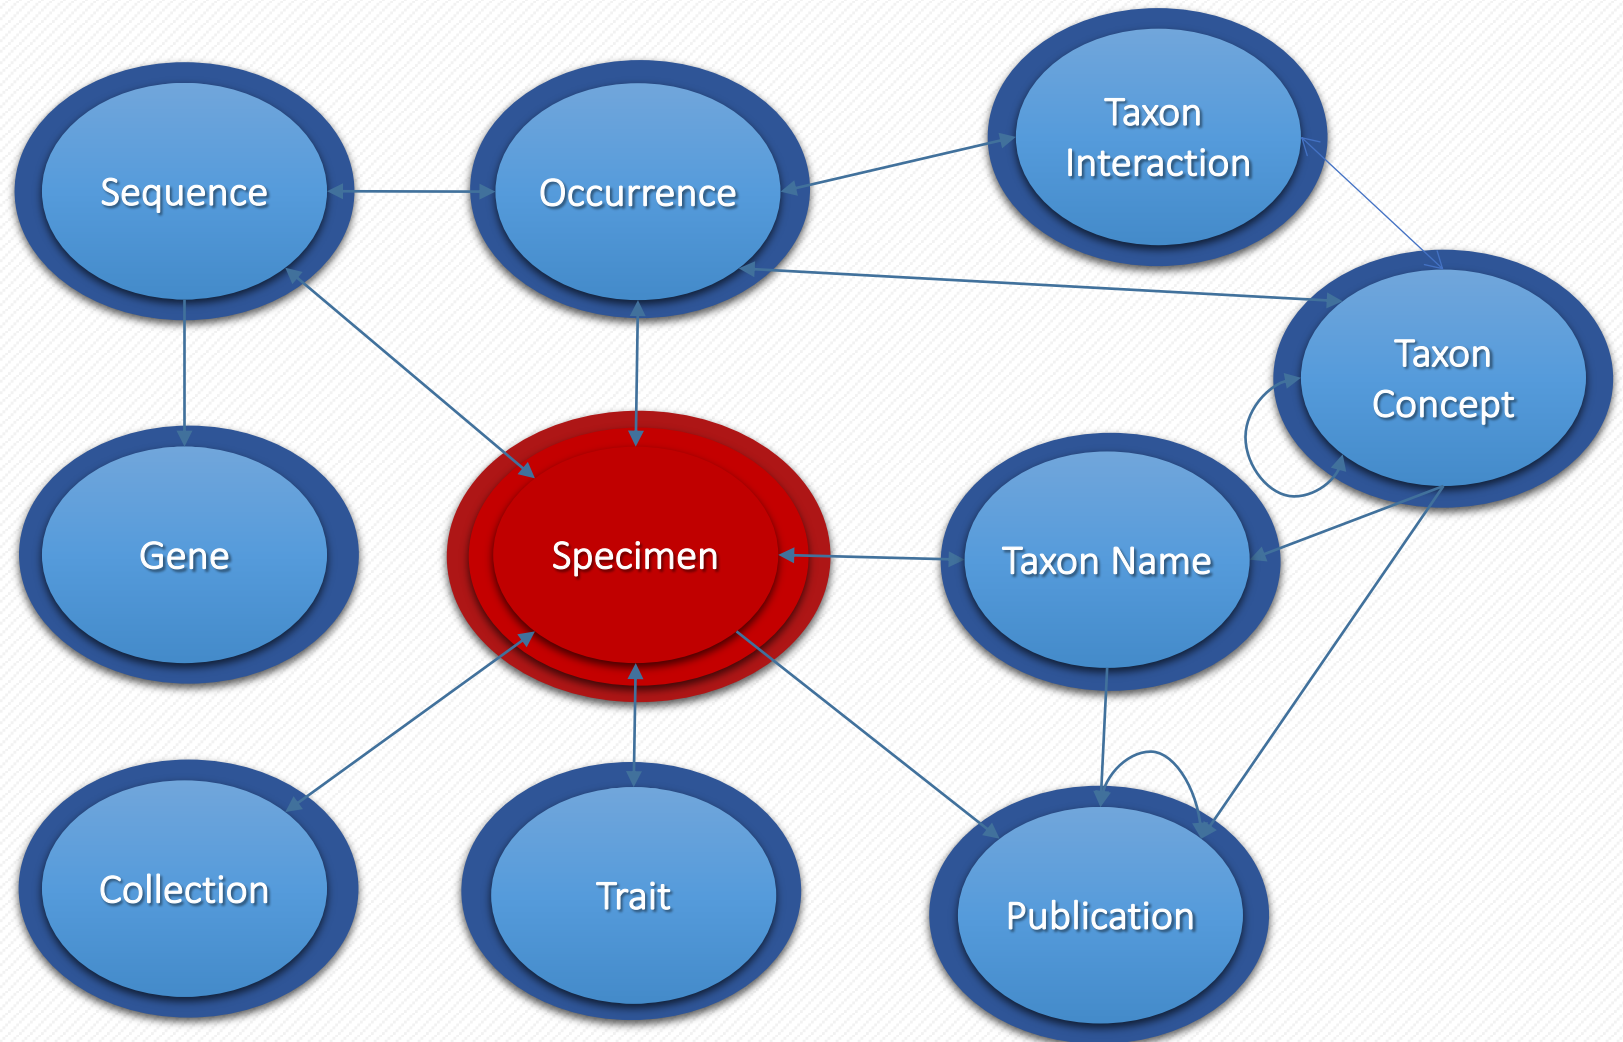 Sequence
Occurrence
Taxon
Interaction
Taxon
Concept
Gene
Specimen
Taxon Name
Collection
Trait
Publication